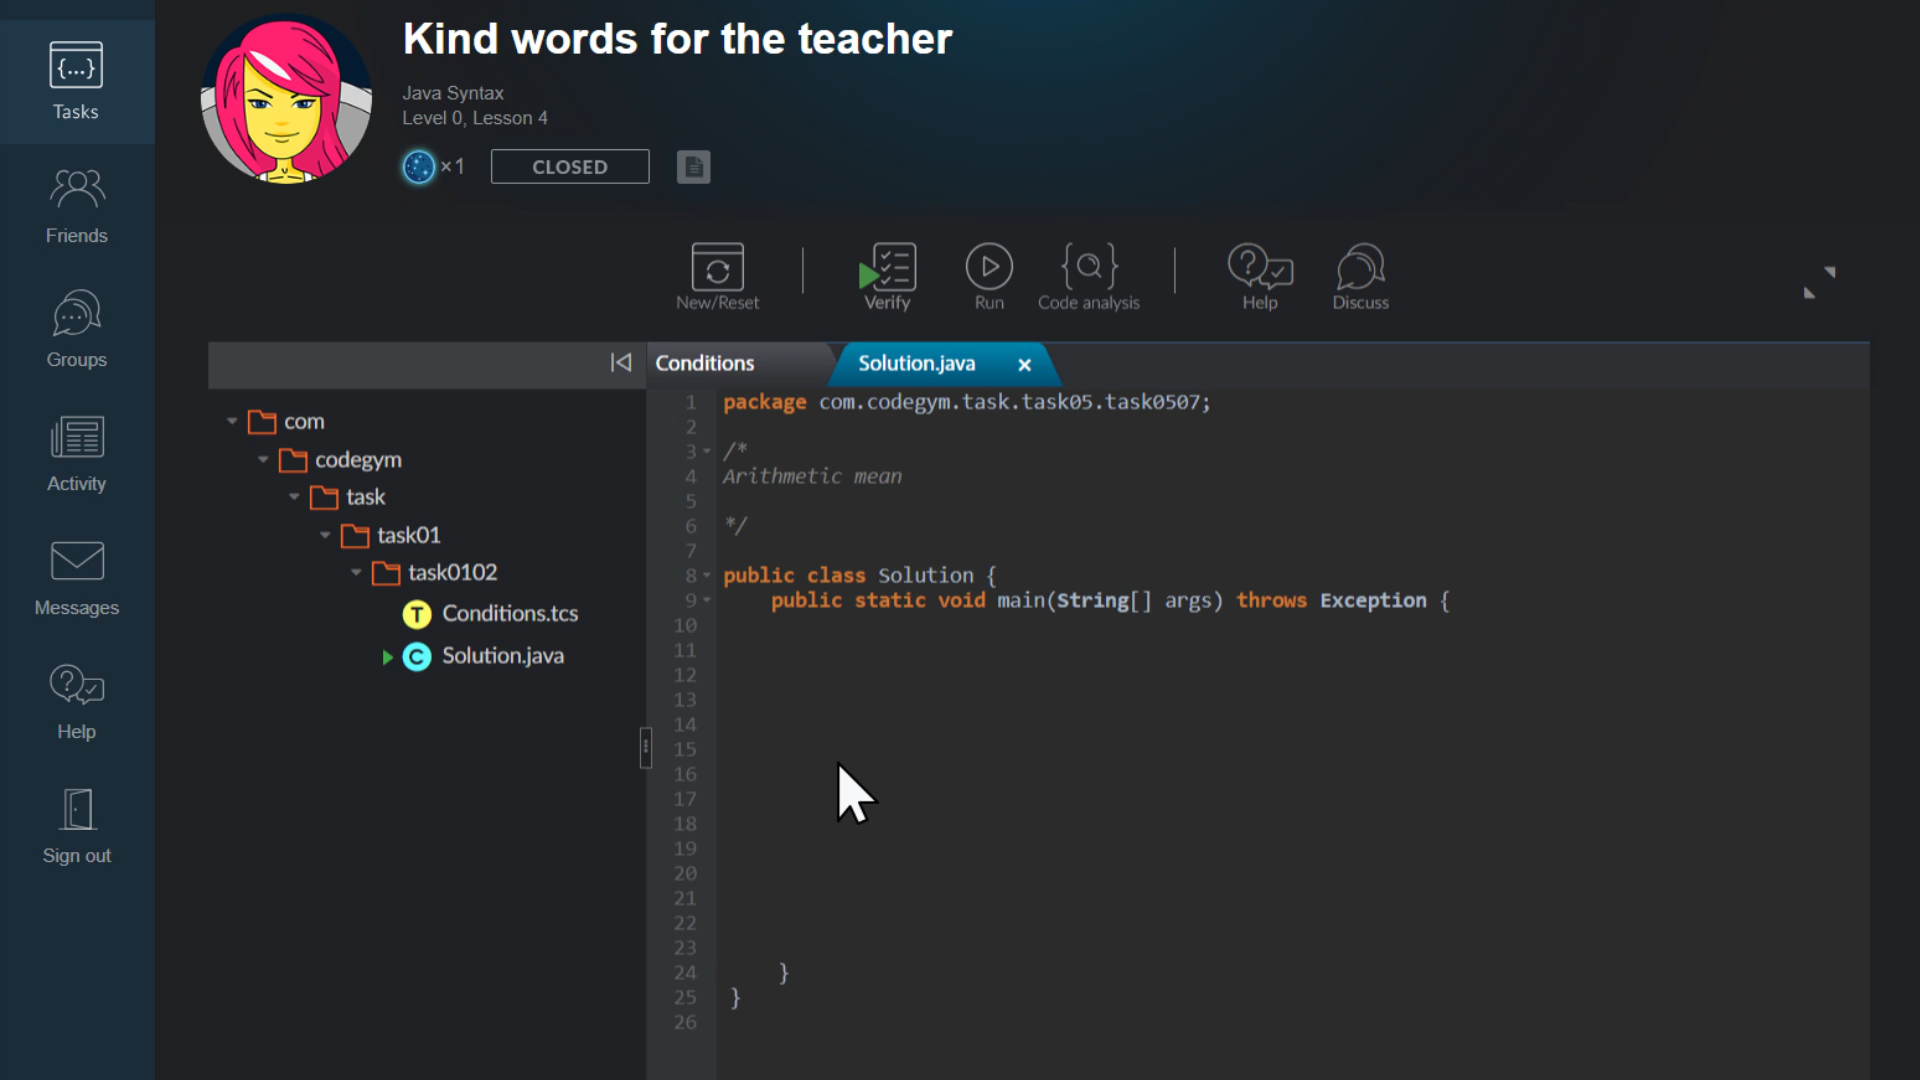 Kind words for the teacher
Java Syntax
Level 0, Lesson 4
×1
CLOSED
{...}
Tasks
Friends
Groups
Activity
Messages
Help
Sign out
New/Reset
Verify
Run
Code analysis
Help
Discuss
Conditions
Solution.java ×
com
codegym
task
task01
task0102
T Conditions.tcs
C Solution.java
1 package com.codegym.task.task05.task0507;
2
3 /*
4 Arithmetic mean
5
6 */
7
8 public class Solution {
9 public static void main(String[] args) throws Exception {
10
11
12
13
14
15
16
17
18
19
20
21
22
23
24 }
25 }
26